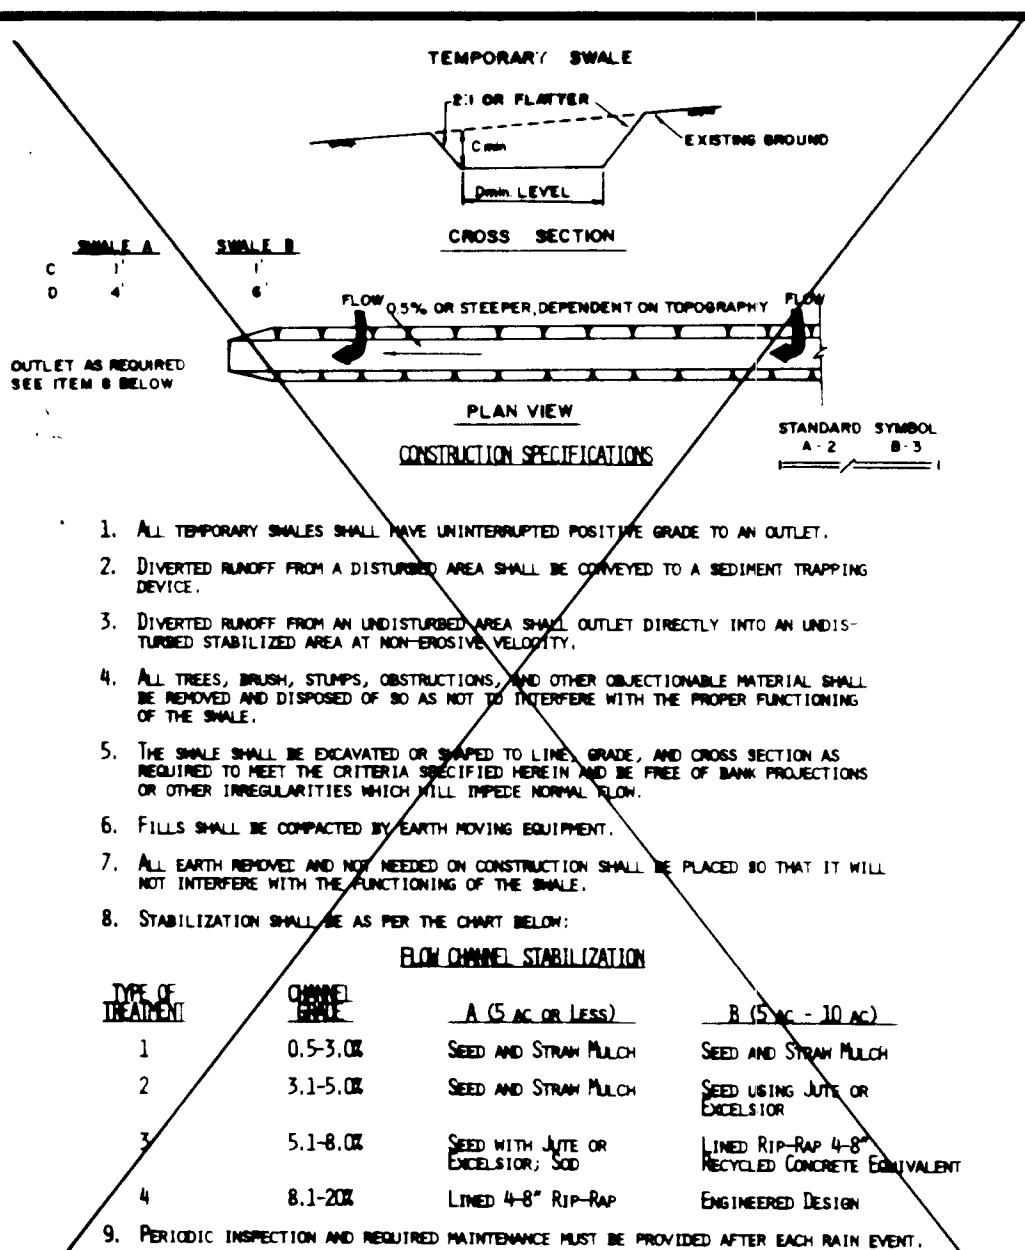 TEMPORARY SWALE
2:1 OR FLATTER
EXISTING GROUND
C min
Dmin. LEVEL
CROSS SECTION
SWALE A SWALE B
C 1' 1'
D 4' 6'
FLOW 0.5% OR STEEPER, DEPENDENT ON TOPOGRAPHY FLOW
OUTLET AS REQUIRED
SEE ITEM 8 BELOW
PLAN VIEW
STANDARD SYMBOL
A-2 B-3
CONSTRUCTION SPECIFICATIONS
1. ALL TEMPORARY SWALES SHALL HAVE UNINTERRUPTED POSITIVE GRADE TO AN OUTLET.
2. DIVERTED RUNOFF FROM A DISTURBED AREA SHALL BE CONVEYED TO A SEDIMENT TRAPPING
DEVICE.
3. DIVERTED RUNOFF FROM AN UNDISTURBED AREA SHALL OUTLET DIRECTLY INTO AN UNDIS-
TURBED STABILIZED AREA AT NON-EROSIVE VELOCITY.
4. ALL TREES, BRUSH, STUMPS, OBSTRUCTIONS, AND OTHER OBJECTIONABLE MATERIAL SHALL
BE REMOVED AND DISPOSED OF SO AS NOT TO INTERFERE WITH THE PROPER FUNCTIONING
OF THE SWALE.
5. THE SWALE SHALL BE EXCAVATED OR SHAPED TO LINE, GRADE, AND CROSS SECTION AS
REQUIRED TO MEET THE CRITERIA SPECIFIED HEREIN AND BE FREE OF BANK PROJECTIONS
OR OTHER IRREGULARITIES WHICH WILL IMPEDE NORMAL FLOW.
6. FILLS SHALL BE COMPACTED BY EARTH MOVING EQUIPMENT.
7. ALL EARTH REMOVED AND NOT NEEDED ON CONSTRUCTION SHALL BE PLACED SO THAT IT WILL
NOT INTERFERE WITH THE FUNCTIONING OF THE SWALE.
8. STABILIZATION SHALL BE AS PER THE CHART BELOW:
FLOW CHANNEL STABILIZATION
TYPE OF TREATMENT CHANNEL GRADE A (5 AC OR LESS) B (5 AC - 10 AC)
1 0.5-3.0% SEED AND STRAW MULCH SEED AND STRAW MULCH
2 3.1-5.0% SEED AND STRAW MULCH SEED USING JUTE OR
EXCELSIOR
3 5.1-8.0% SEED WITH JUTE OR LINED RIP-RAP 4-8"
EXCELSIOR; SOD RECYCLED CONCRETE EQUIVALENT
4 8.1-20% LINED 4-8" RIP-RAP ENGINEERED DESIGN
9. PERIODIC INSPECTION AND REQUIRED MAINTENANCE MUST BE PROVIDED AFTER EACH RAIN EVENT.